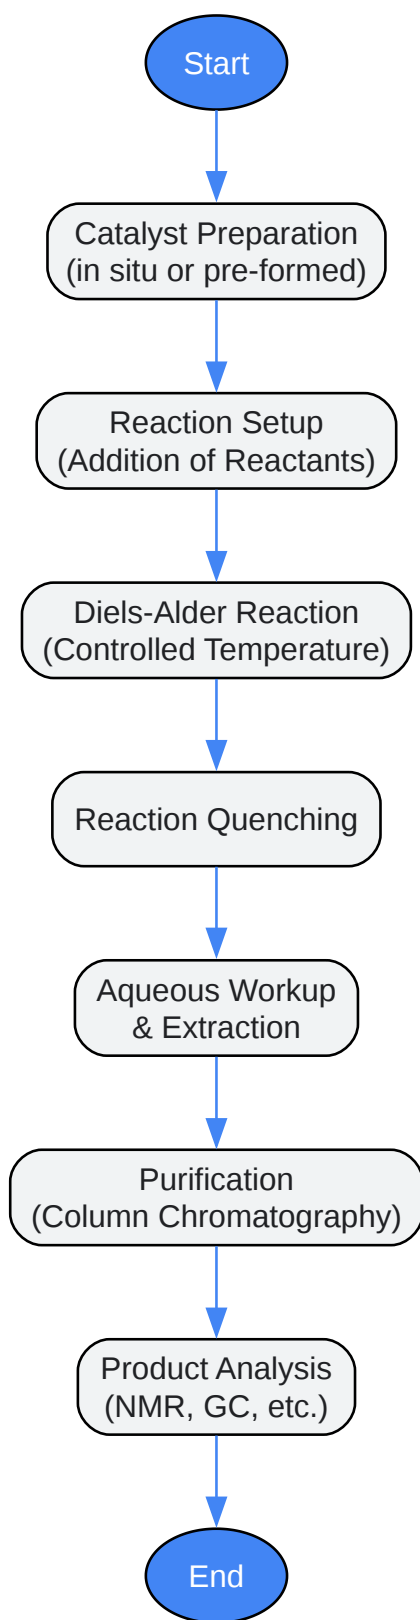 Start
Catalyst Preparation
(in situ or pre-formed)
Reaction Setup
(Addition of Reactants)
Diels-Alder Reaction
(Controlled Temperature)
Reaction Quenching
Aqueous Workup
& Extraction
Purification
(Column Chromatography)
Product Analysis
(NMR, GC, etc.)
End